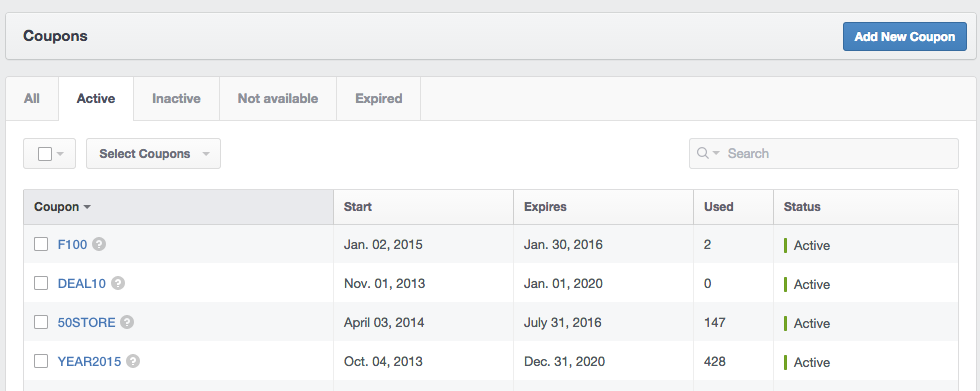 Coupons
Add New Coupon
All Active Inactive Not available Expired
Select Coupons Search
Coupon Start Expires Used Status
F100 ? Jan. 02, 2015 Jan. 30, 2016 2 Active
DEAL10 ? Nov. 01, 2013 Jan. 01, 2020 0 Active
50STORE ? April 03, 2014 July 31, 2016 147 Active
YEAR2015 ? Oct. 04, 2013 Dec. 31, 2020 428 Active